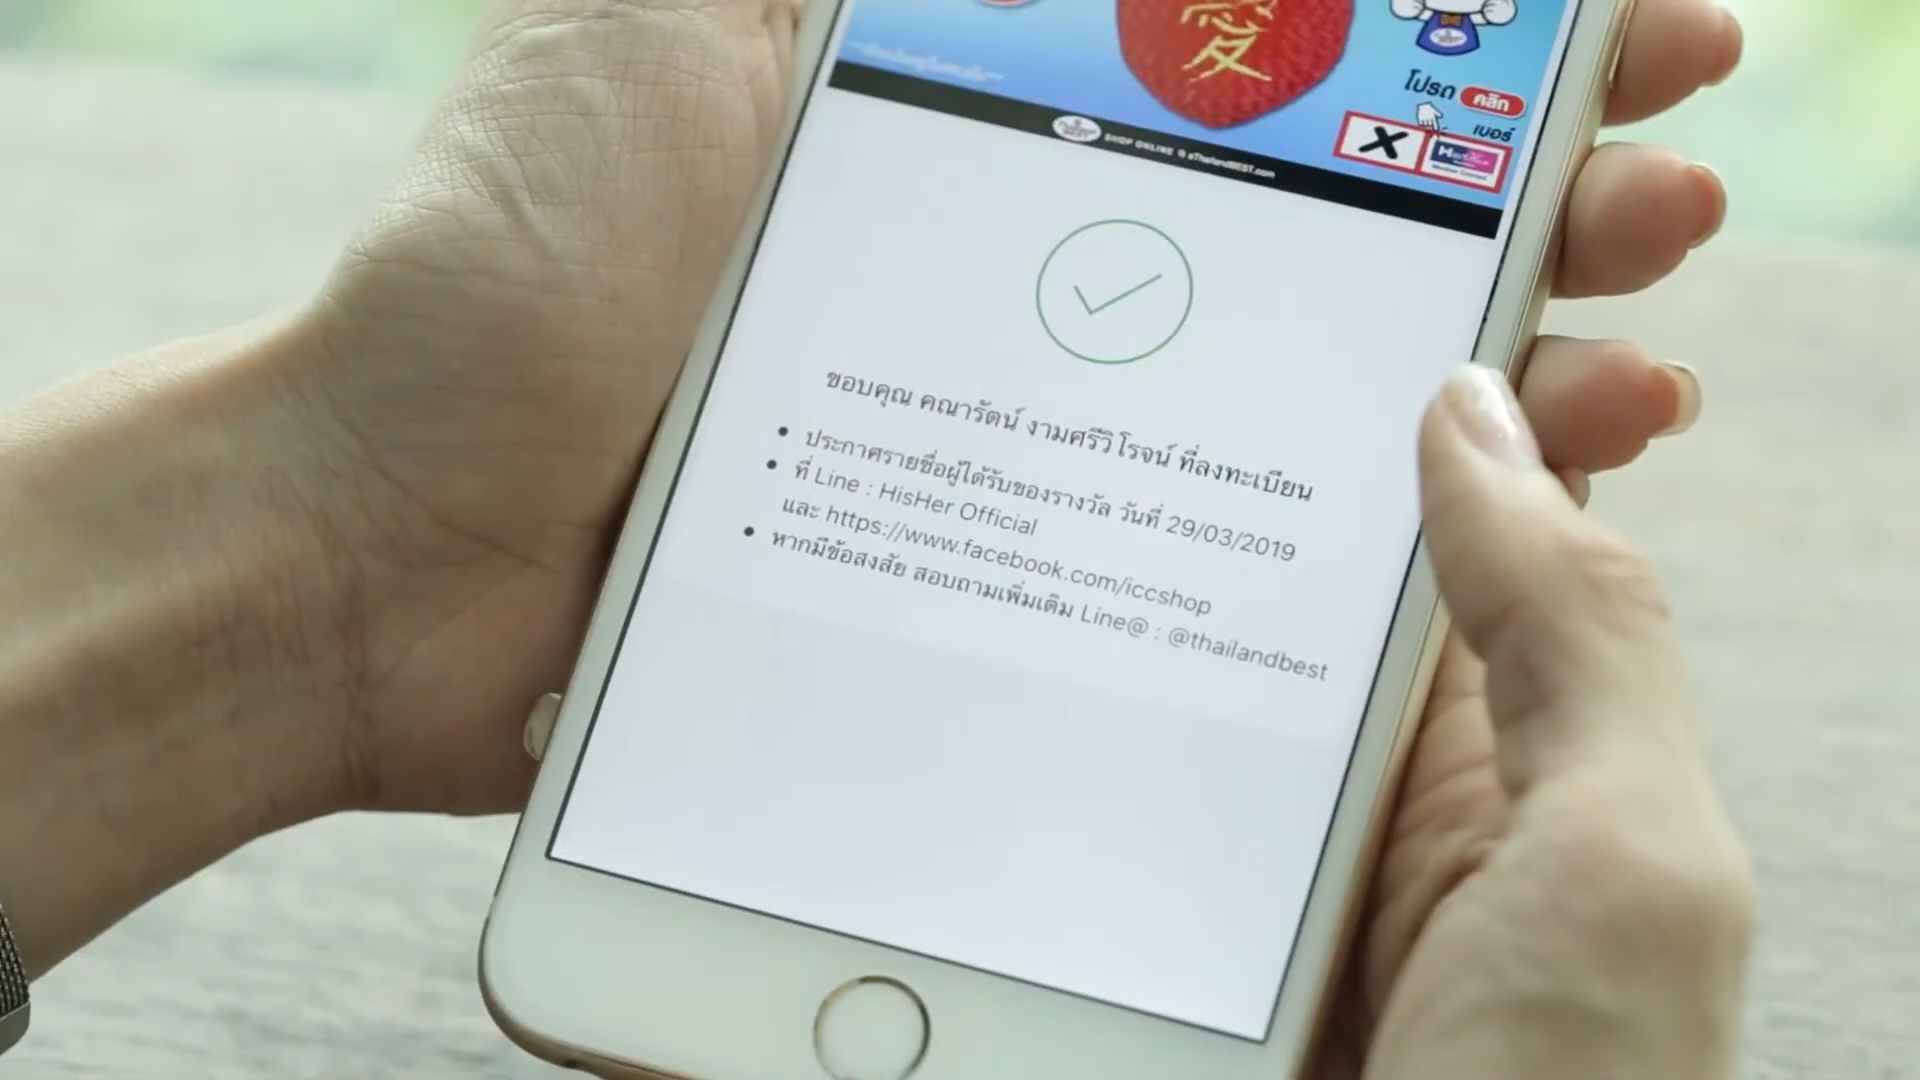 愛
โปรด คลิก
เบอร์
X
SHOP ONLINE @ eThailandBEST.com
ขอบคุณ คณารัตน์ งามศรีวิโรจน์ ที่ลงทะเบียน
• ประกาศรายชื่อผู้ได้รับของรางวัล วันที่ 29/03/2019
• ที่ Line : HisHer Official
และ https://www.facebook.com/iccshop
• หากมีข้อสงสัย สอบถามเพิ่มเติม Line@ : @thailandbest